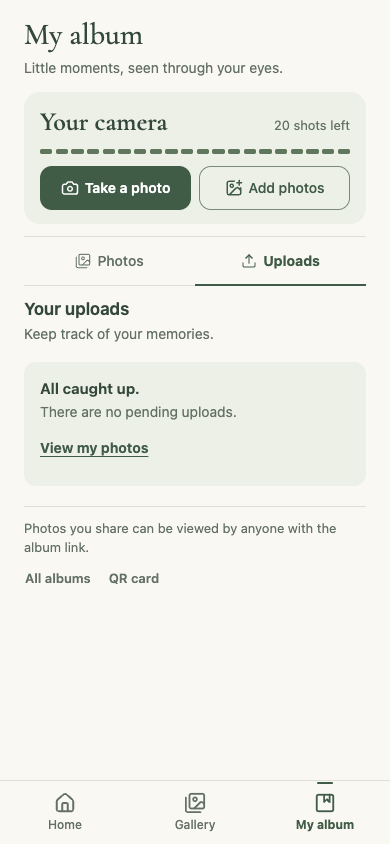 My album
Little moments, seen through your eyes.
Your camera
20 shots left
Take a photo
Add photos
Photos
Uploads
Your uploads
Keep track of your memories.
All caught up.
There are no pending uploads.
View my photos
Photos you share can be viewed by anyone with the
album link.
All albums
QR card
Home
Gallery
My album